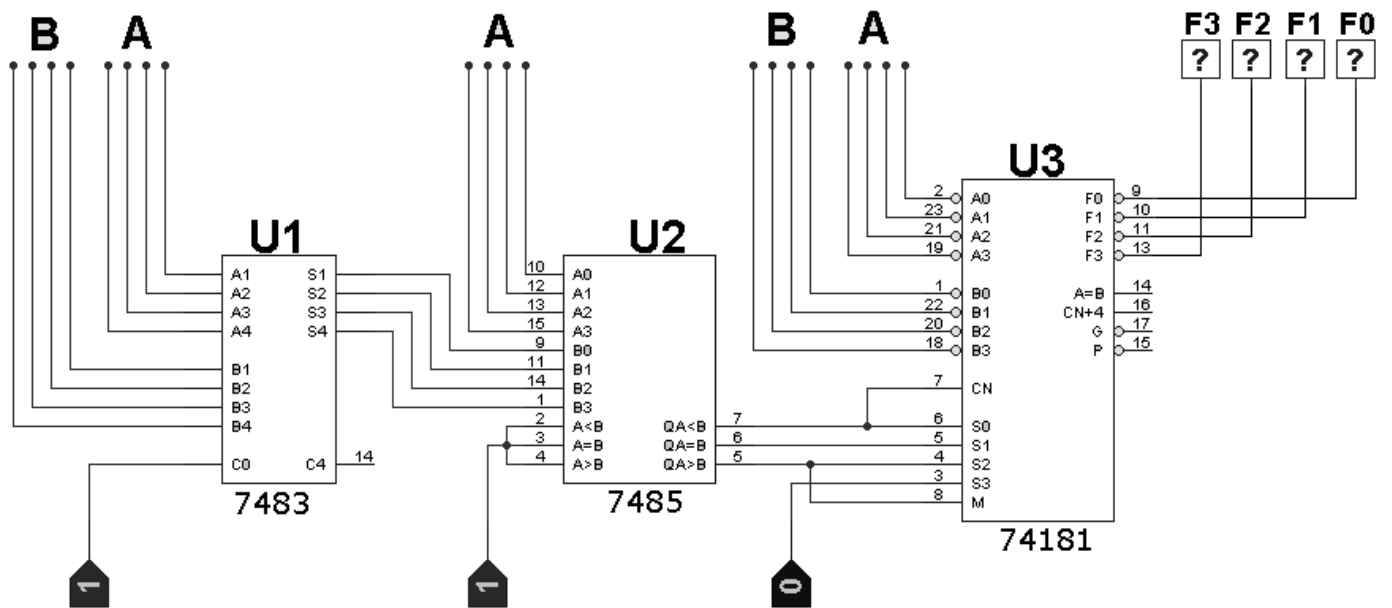 B A A B A F3 F2 F1 F0
? ? ? ?
U1 U2 U3
A1 S1
A2 S2
A3 S3
A4 S4
B1
B2
B3
B4
C0 C4 14
7483
1
10 A0
12 A1
13 A2
15 A3
9 B0
11 B1
14 B2
1 B3
2 A<B QA<B 7
3 A=B QA=B 6
4 A>B QA>B 5
7485
1
2 A0 F0 9
23 A1 F1 10
21 A2 F2 11
19 A3 F3 13
1 B0 A=B 14
22 B1 CN+4 16
20 B2 G 17
18 B3 P 15
7 CN
6 S0
5 S1
4 S2
3 S3
8 M
74181
0